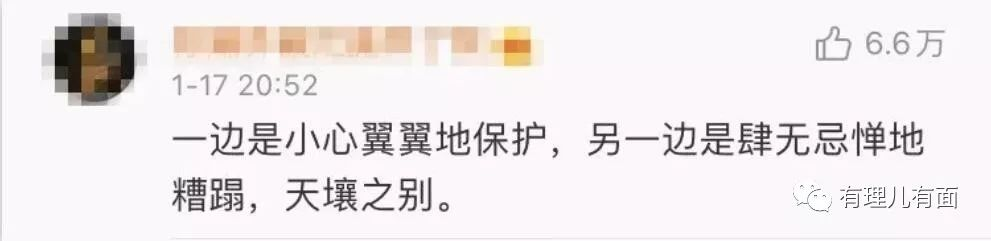 6.6万
1-17 20:52
一边是小心翼翼地保护，另一边是肆无忌惮地
糟蹋，天壤之别。
有理儿有面